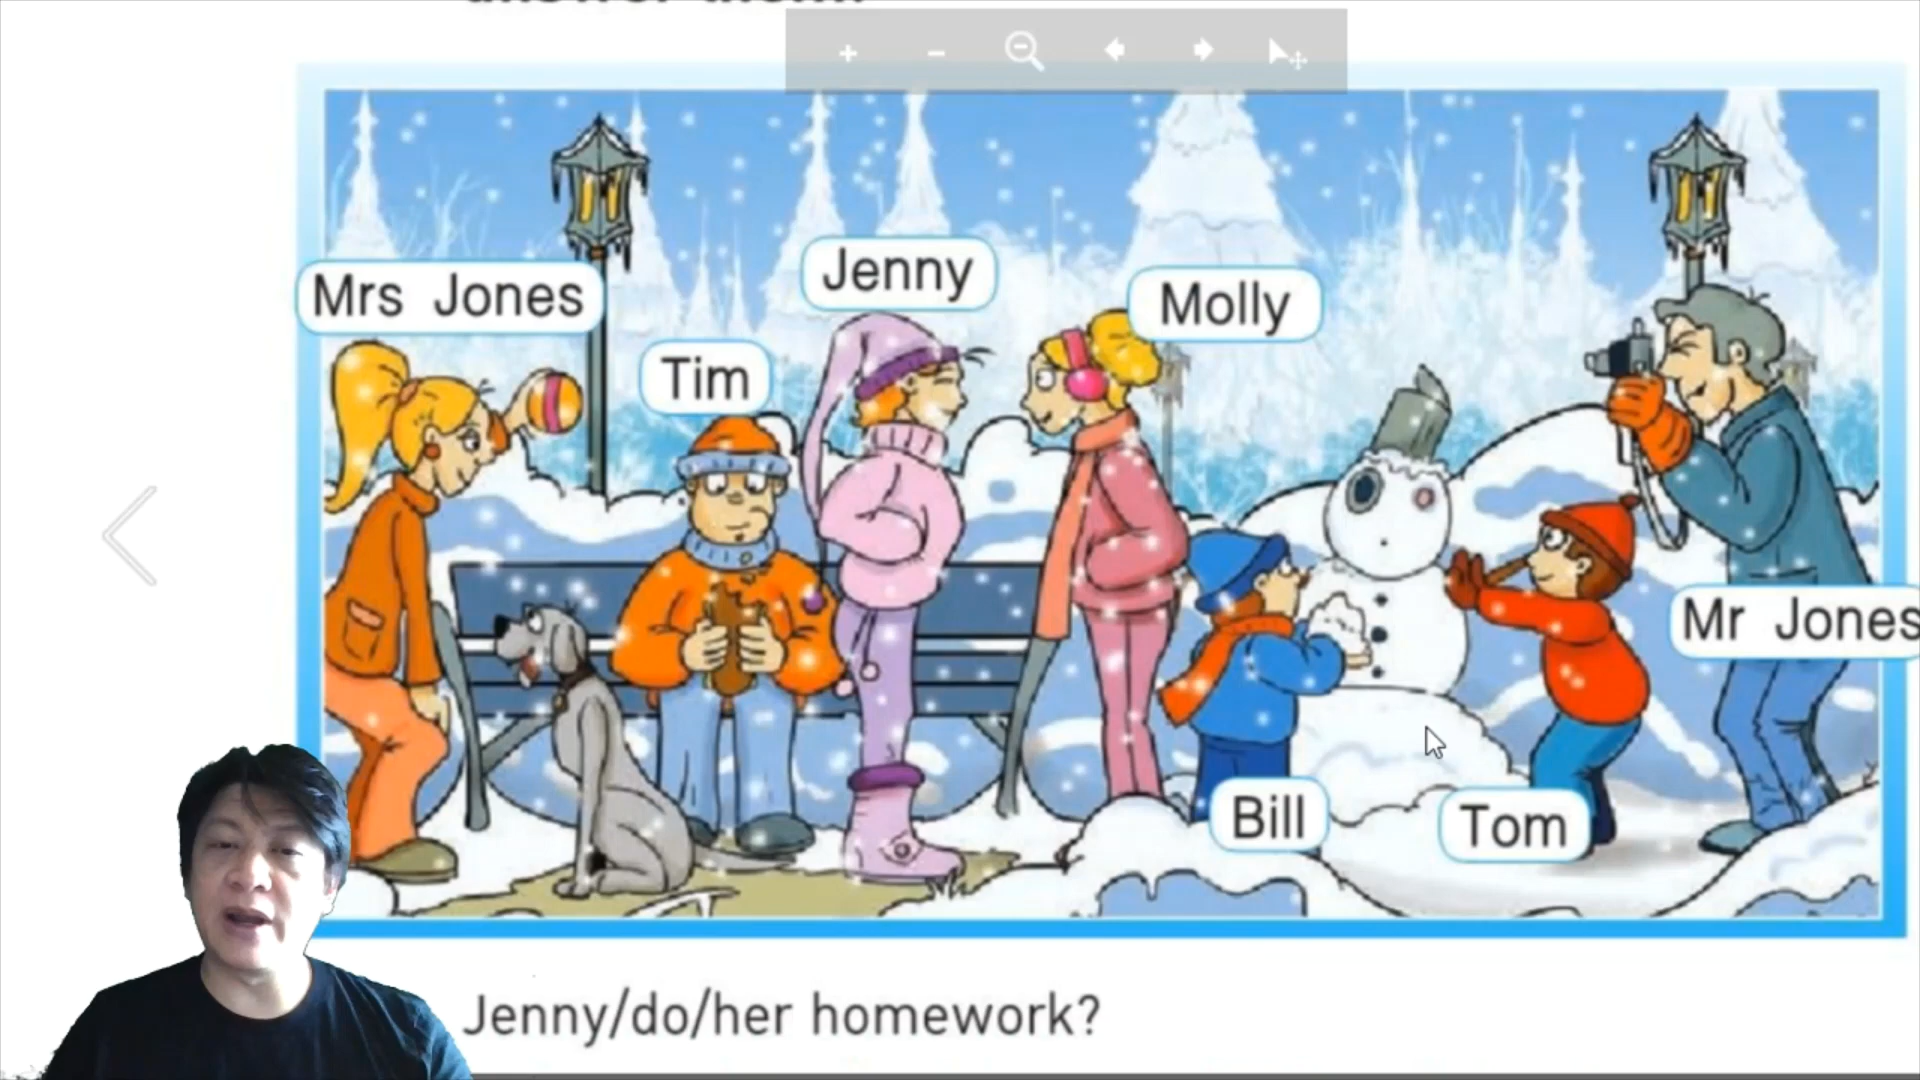 Mrs Jones
Tim
Jenny
Molly
Bill
Tom
Mr Jones
Jenny/do/her homework?